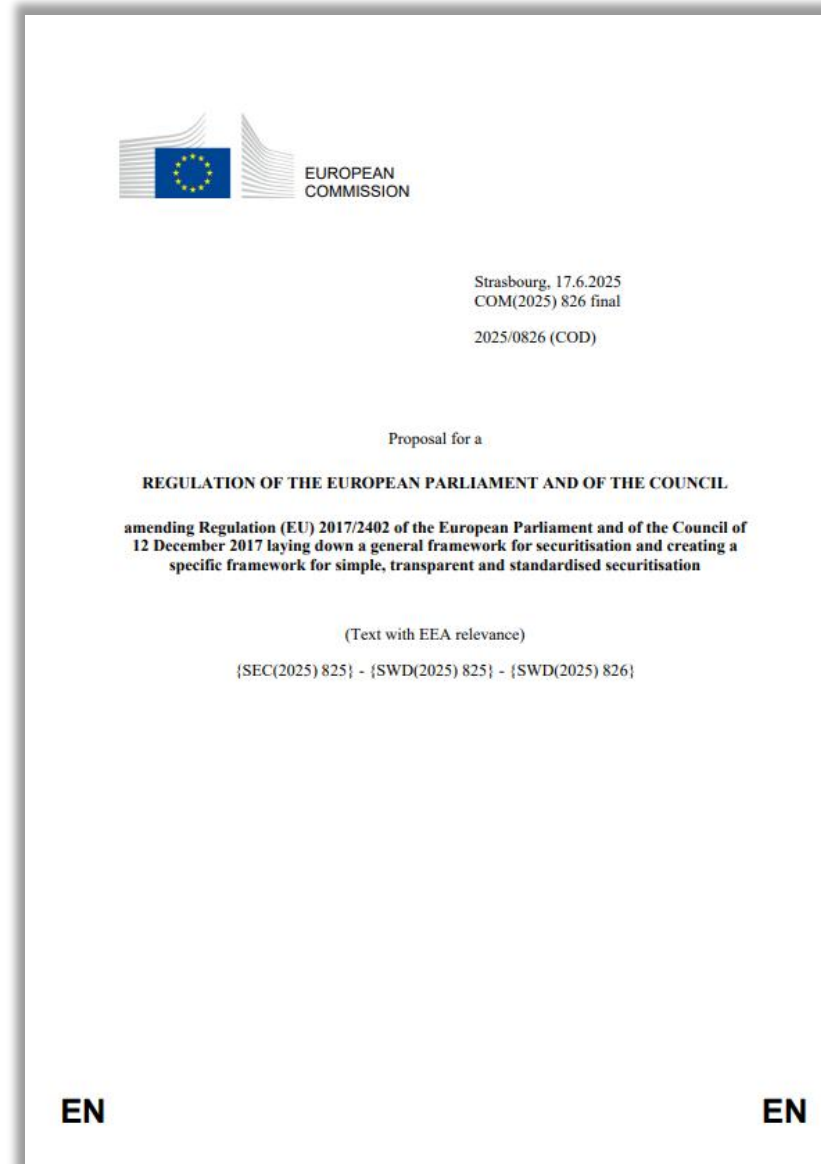 EUROPEAN
COMMISSION
Strasbourg, 17.6.2025
COM(2025) 826 final
2025/0826 (COD)
Proposal for a
REGULATION OF THE EUROPEAN PARLIAMENT AND OF THE COUNCIL
amending Regulation (EU) 2017/2402 of the European Parliament and of the Council of
12 December 2017 laying down a general framework for securitisation and creating a
specific framework for simple, transparent and standardised securitisation
(Text with EEA relevance)
{SEC(2025) 825} - {SWD(2025) 825} - {SWD(2025) 826}
EN
EN